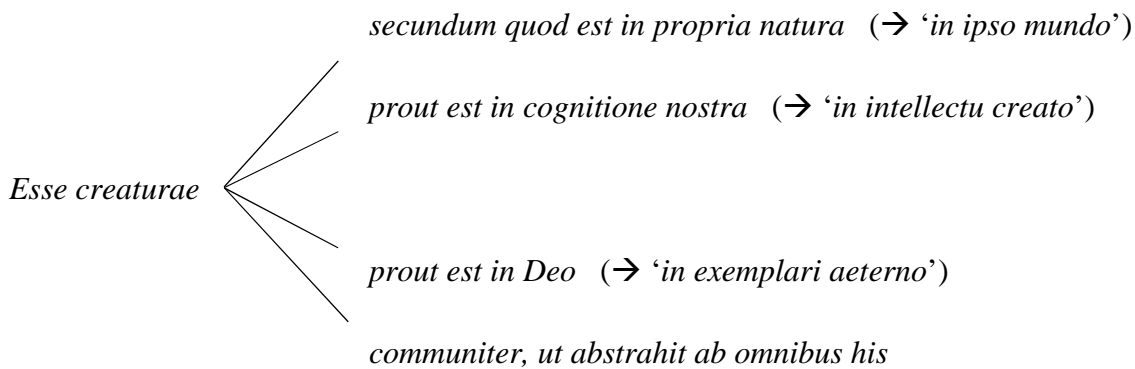 secundum quod est in propria natura (→ ‘in ipso mundo’)
prout est in cognitione nostra (→ ‘in intellectu creato’)
Esse creaturae
prout est in Deo (→ ‘in exemplari aeterno’)
communiter, ut abstrahit ab omnibus his